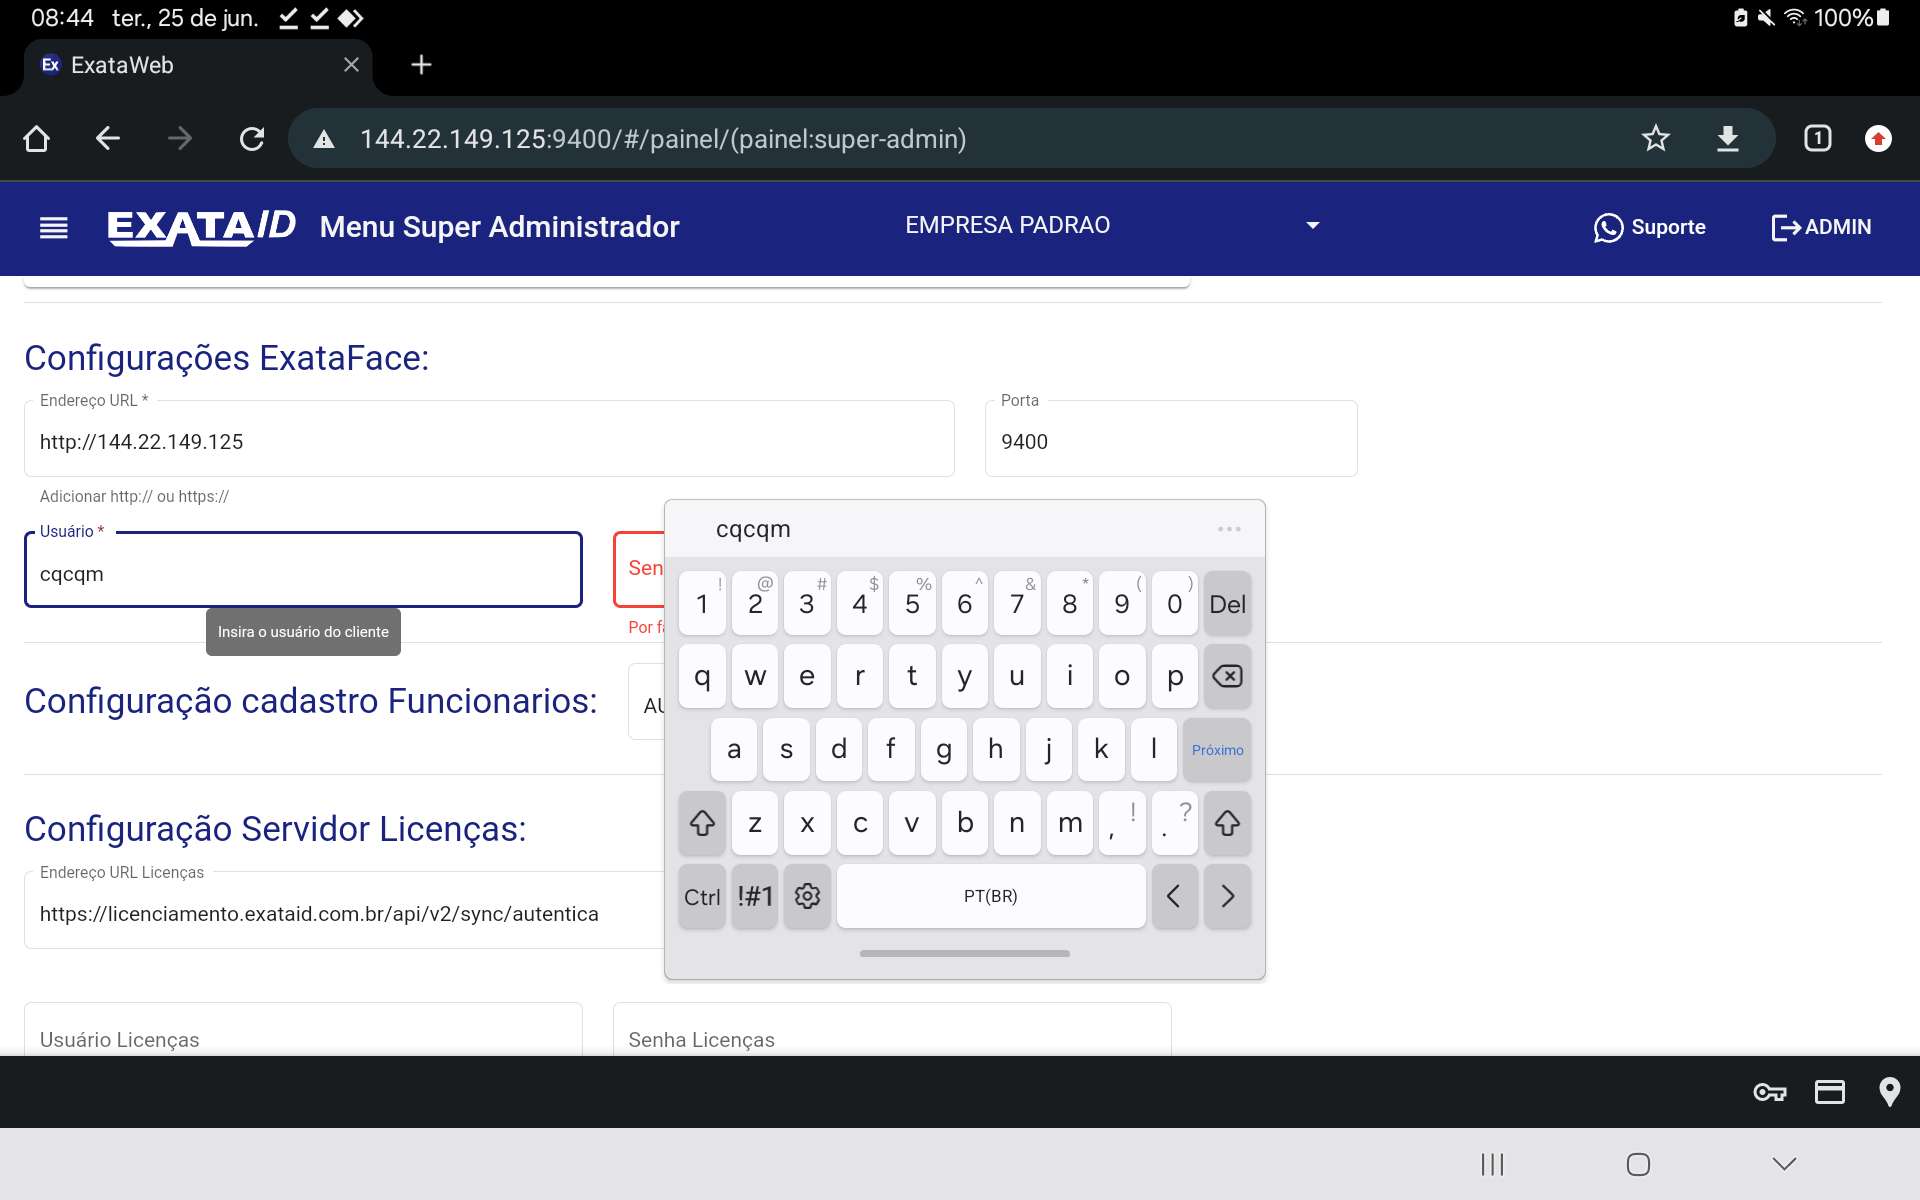 08:44 ter., 25 de jun. 100%
Ex ExataWeb
144.22.149.125:9400/#/painel/(painel:super-admin) 1
EXATAID Menu Super Administrador EMPRESA PADRAO Suporte ADMIN
Configurações ExataFace:
Endereço URL * Porta
http://144.22.149.125 9400
Adicionar http:// ou https://
Usuário *
cqcqm
Insira o usuário do cliente
Sen
Por f
cqcqm
! @ # $ % ^ & * ( )
1 2 3 4 5 6 7 8 9 0 Del
q w e r t y u i o p
a s d f g h j k l Próximo
z x c v b n m , ! . ?
Ctrl !#1 PT(BR) < >
Configuração cadastro Funcionarios:
Configuração Servidor Licenças:
Endereço URL Licenças
https://licenciamento.exataid.com.br/api/v2/sync/autentica
Usuário Licenças Senha Licenças